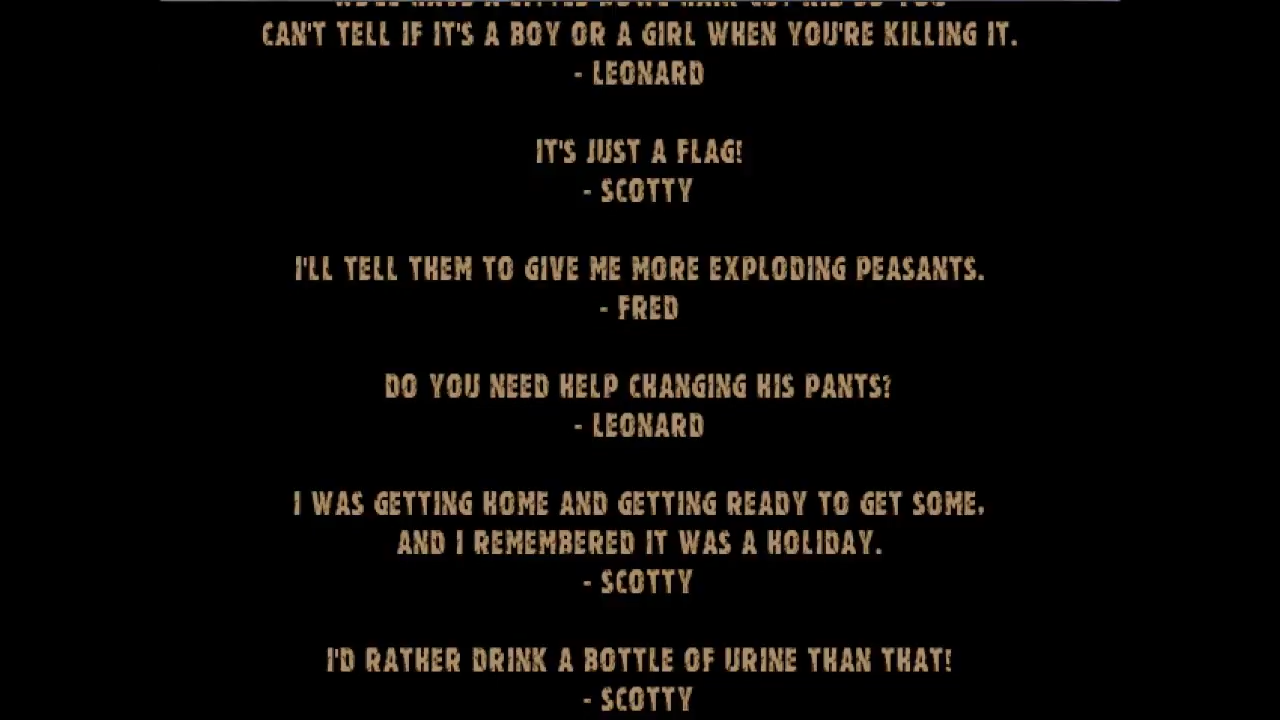 CAN'T TELL IF IT'S A BOY OR A GIRL WHEN YOU'RE KILLING IT.
- LEONARD
IT'S JUST A FLAG!
- SCOTTY
I'LL TELL THEM TO GIVE ME MORE EXPLODING PEASANTS.
- FRED
DO YOU NEED HELP CHANGING HIS PANTS?
- LEONARD
I WAS GETTING HOME AND GETTING READY TO GET SOME,
AND I REMEMBERED IT WAS A HOLIDAY.
- SCOTTY
I'D RATHER DRINK A BOTTLE OF URINE THAN THAT!
- SCOTTY